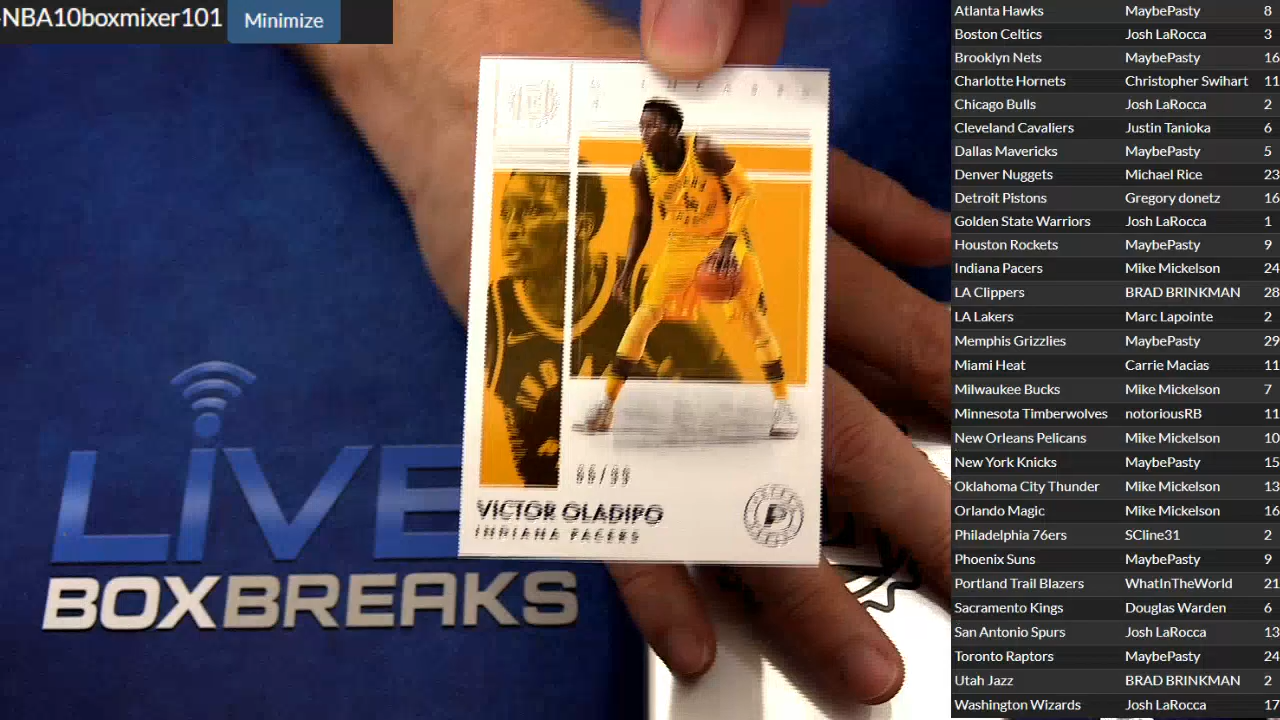 -NBA10boxmixer101
Minimize
VICTOR OLADIPO
INDIANA PACERS
P
LIVE
BOXBREAKS
Atlanta Hawks MaybePasty 8
Boston Celtics Josh LaRocca 3
Brooklyn Nets MaybePasty 16
Charlotte Hornets Christopher Swihart 11
Chicago Bulls Josh LaRocca 2
Cleveland Cavaliers Justin Tanioka 6
Dallas Mavericks MaybePasty 5
Denver Nuggets Michael Rice 23
Detroit Pistons Gregory donetz 16
Golden State Warriors Josh LaRocca 1
Houston Rockets MaybePasty 9
Indiana Pacers Mike Mickelson 24
LA Clippers BRAD BRINKMAN 28
LA Lakers Marc Lapointe 2
Memphis Grizzlies MaybePasty 29
Miami Heat Carrie Macias 11
Milwaukee Bucks Mike Mickelson 7
Minnesota Timberwolves notoriousRB 11
New Orleans Pelicans Mike Mickelson 10
New York Knicks MaybePasty 15
Oklahoma City Thunder Mike Mickelson 13
Orlando Magic Mike Mickelson 16
Philadelphia 76ers SCline31 2
Phoenix Suns MaybePasty 9
Portland Trail Blazers WhatInTheWorld 21
Sacramento Kings Douglas Warden 6
San Antonio Spurs Josh LaRocca 13
Toronto Raptors MaybePasty 24
Utah Jazz BRAD BRINKMAN 2
Washington Wizards Josh LaRocca 17